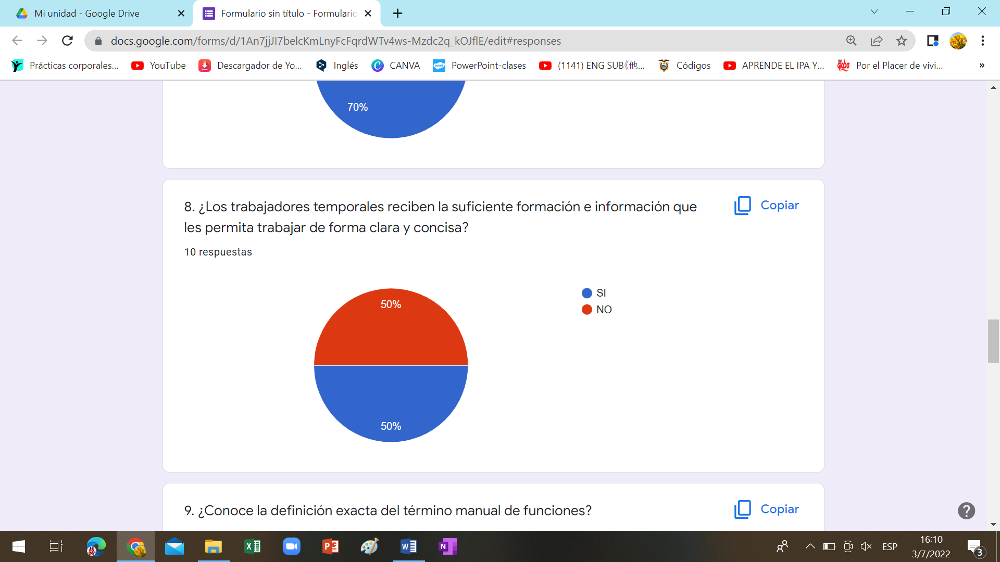 Mi unidad - Google Drive
Formulario sin título - Formulario
docs.google.com/forms/d/1An7jjJI7belcKmLnyFcFqrdWTv4ws-Mzdc2q_kOJflE/edit#responses
Prácticas corporales...
YouTube
Descargador de Yo...
Inglés
CANVA
PowerPoint-clases
(1141) ENG SUB《他...
Códigos
APRENDE EL IPA Y...
Por el Placer de vivi...
»
70%
8. ¿Los trabajadores temporales reciben la suficiente formación e información que
les permita trabajar de forma clara y concisa?
Copiar
10 respuestas
50%
50%
SI
NO
9. ¿Conoce la definición exacta del término manual de funciones?
Copiar
ESP
16:10
3/7/2022
3